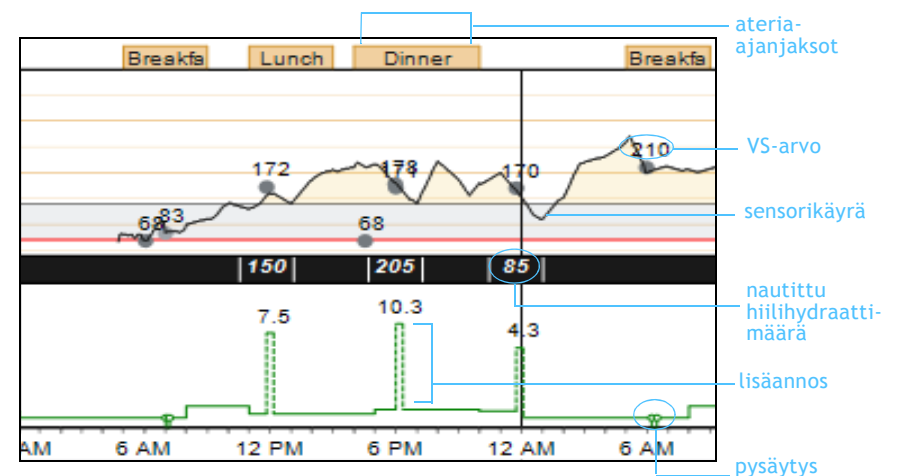 ateria-
ajanjaksot
Breakfa
Lunch
Dinner
Breakfa
VS-arvo
172
170
210
68
83
68
sensorikäyrä
150
205
85
nautittu
hiilihydraatti-
määrä
7.5
10.3
4.3
lisäannos
AM
6 AM
12 PM
6 PM
12 AM
6 AM
pysäytys